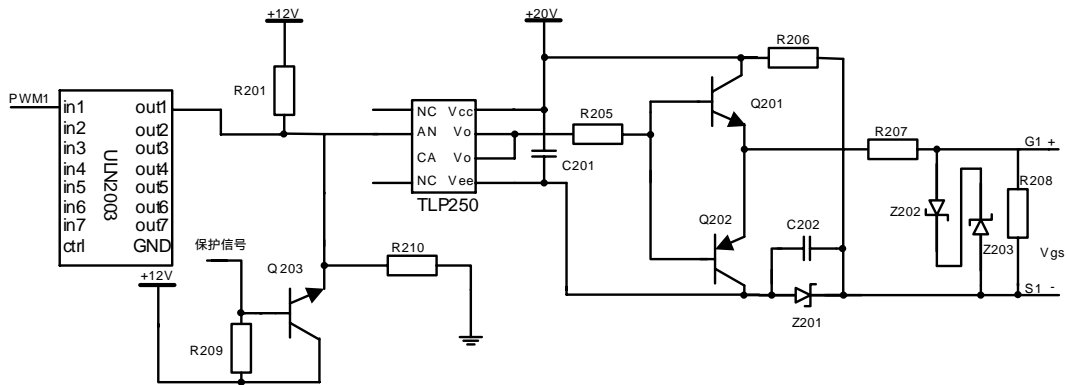 +12V
+20V
R201
PWM1
in1 out1
in2 out2
in3 out3
in4 out4
in5 out5
in6 out6
in7 out7
ctrl GND
ULN2003
NC Vcc
AN Vo
CA Vo
NC Vee
TLP250
C201
R205
Q201
R206
R207
G1 +
R208
Z202
Z203
Vgs
S1 -
Q202
C202
Z201
保护信号
Q203
R210
+12V
R209